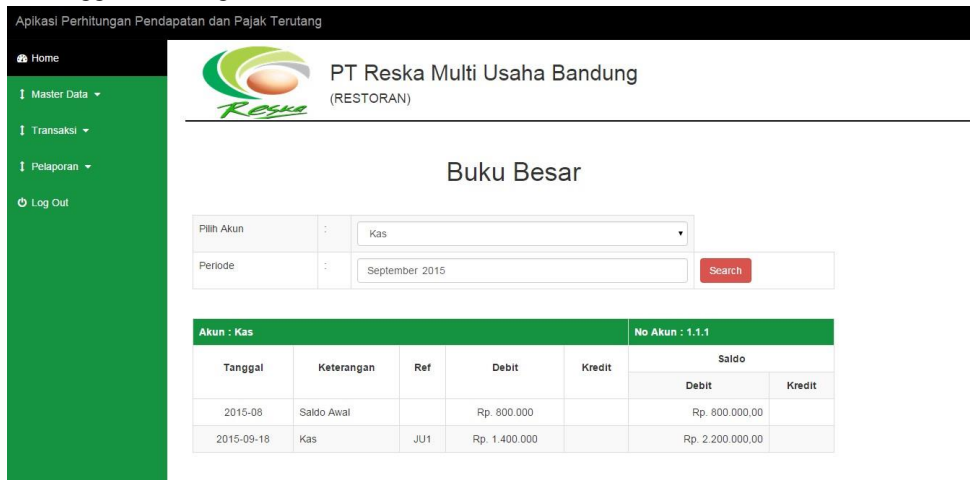 Apikasi Perhitungan Pendapatan dan Pajak Terutang
Home
Master Data
Transaksi
Pelaporan
Log Out
Reska
PT Reska Multi Usaha Bandung
(RESTORAN)
Buku Besar
Pilih Akun : Kas
Periode : September 2015 Search
Akun : Kas No Akun : 1.1.1
Tanggal Keterangan Ref Debit Kredit Saldo
Debit Kredit
2015-08 Saldo Awal Rp. 800.000 Rp. 800.000,00
2015-09-18 Kas JU1 Rp. 1.400.000 Rp. 2.200.000,00